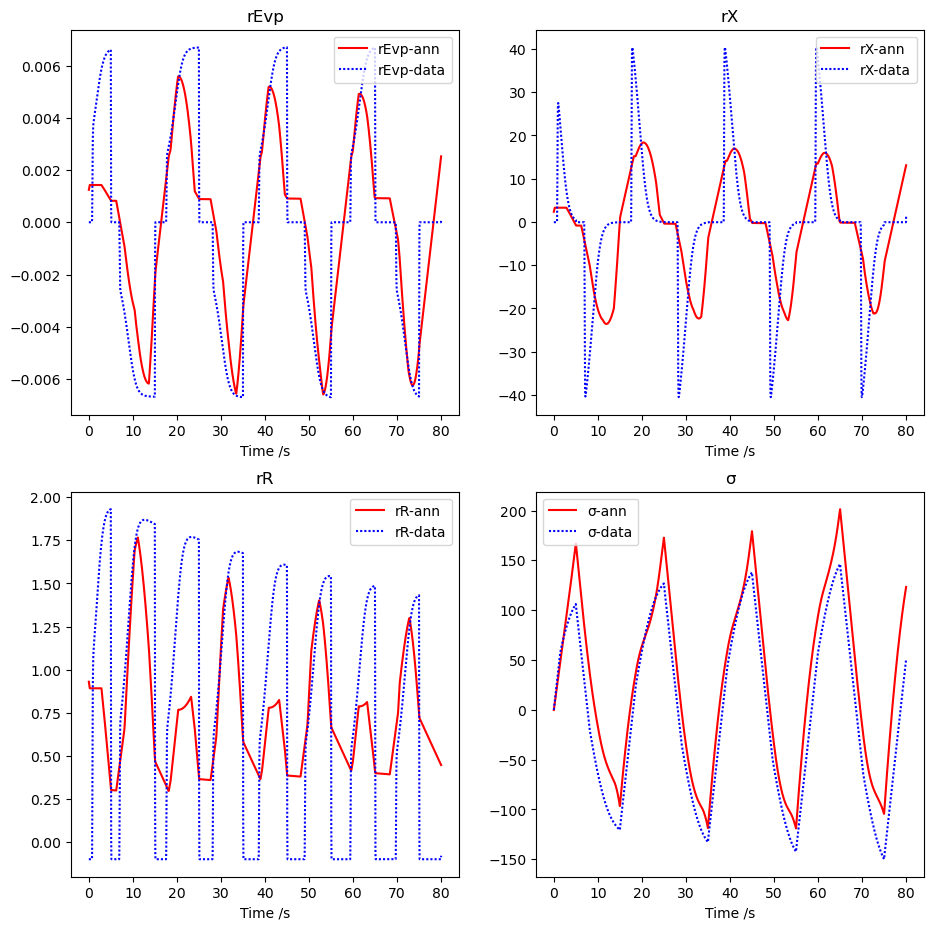 rEvp
rEvp-ann
rEvp-data
0.006
0.004
0.002
0.000
−0.002
−0.004
−0.006
0 10 20 30 40 50 60 70 80
Time /s
rX
rX-ann
rX-data
40
30
20
10
0
−10
−20
−30
−40
0 10 20 30 40 50 60 70 80
Time /s
rR
rR-ann
rR-data
2.00
1.75
1.50
1.25
1.00
0.75
0.50
0.25
0.00
0 10 20 30 40 50 60 70 80
Time /s
σ
σ-ann
σ-data
200
150
100
50
0
−50
−100
−150
0 10 20 30 40 50 60 70 80
Time /s